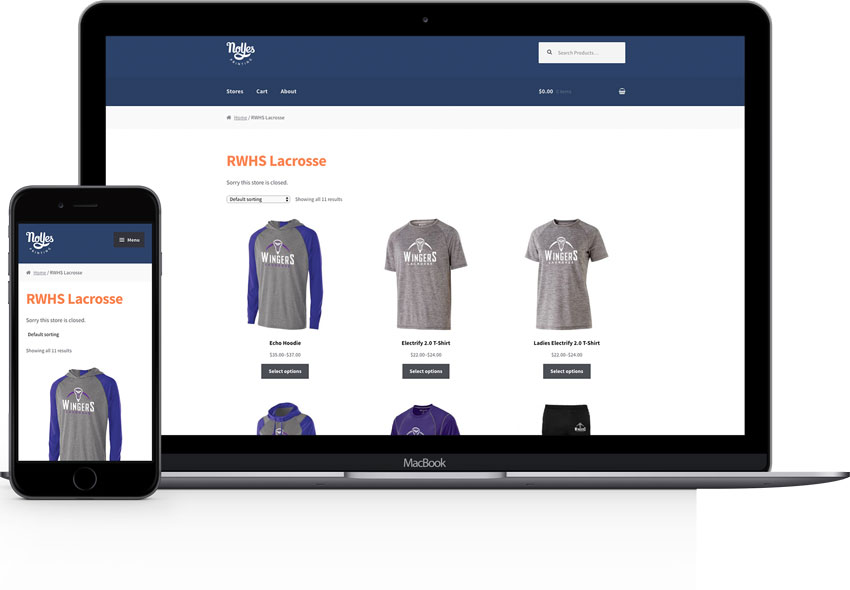 Noyes
PRINTING
Search Products...
Stores Cart About
$0.00 0 items
Home / RWHS Lacrosse
RWHS Lacrosse
Sorry this store is closed.
Default sorting Showing all 11 results
WINGERS
LACROSSE
WINGERS
LACROSSE
WINGERS
LACROSSE
Echo Hoodie
Electrify 2.0 T-Shirt
Ladies Electrify 2.0 T-Shirt
$35.00–$37.00
$22.00–$24.00
$22.00–$24.00
Select options
Select options
Select options
MacBook
Noyes
PRINTING
Menu
Home / RWHS Lacrosse
RWHS Lacrosse
Sorry this store is closed.
Default sorting
Showing all 11 results
WINGERS